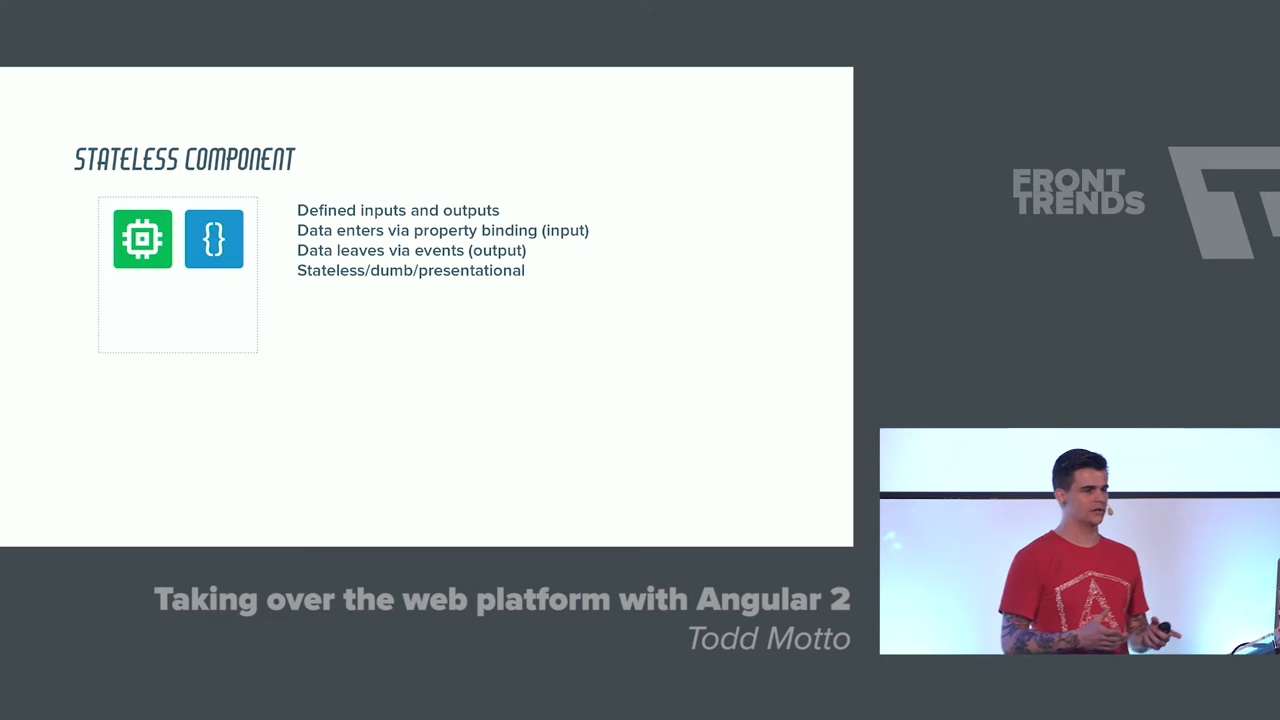 STATELESS COMPONENT
{}
Defined inputs and outputs
Data enters via property binding (input)
Data leaves via events (output)
Stateless/dumb/presentational
FRONT
TRENDS
Taking over the web platform with Angular 2
Todd Motto
A